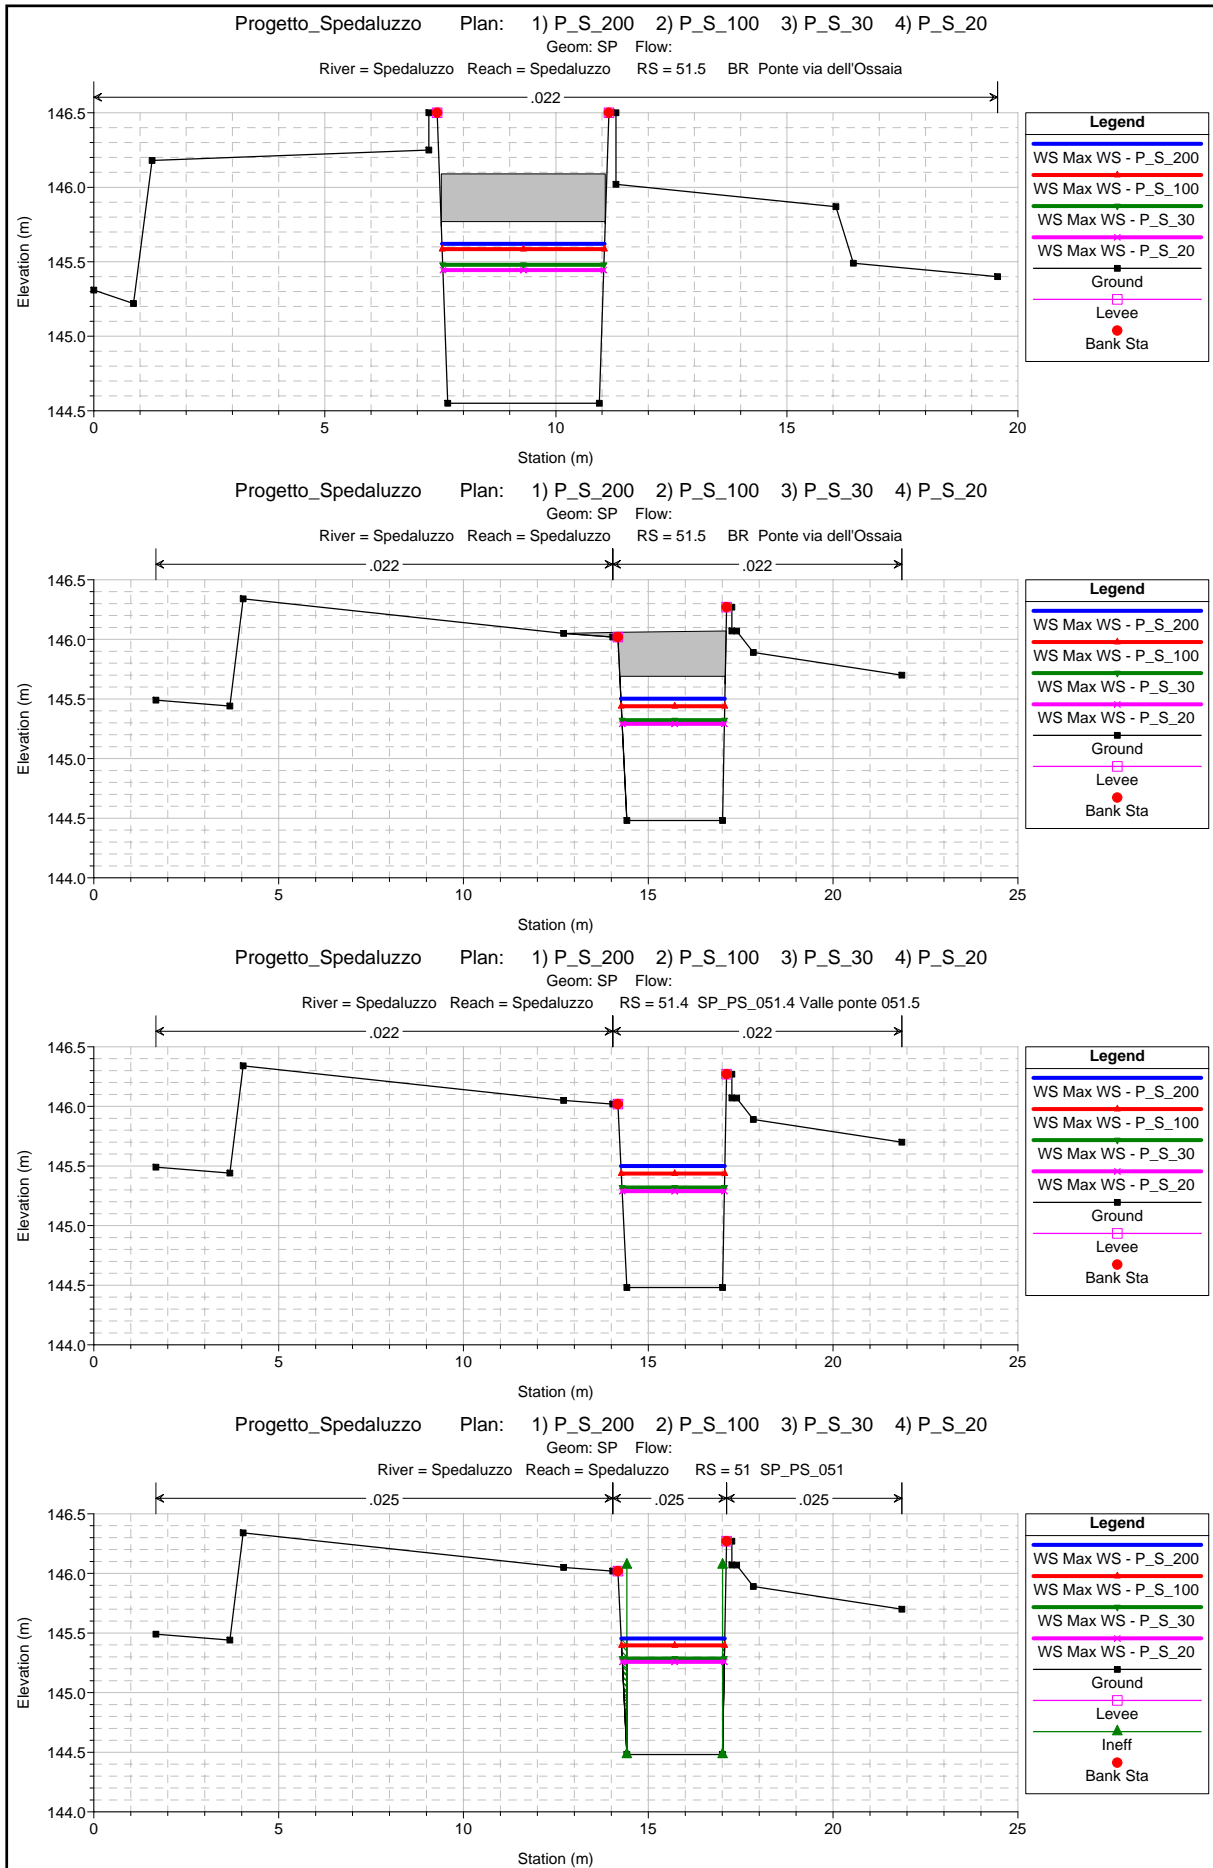 Progetto_Spedaluzzo Plan: 1) P_S_200 2) P_S_100 3) P_S_30 4) P_S_20
Geom: SP Flow:
River = Spedaluzzo Reach = Spedaluzzo RS = 51.5 BR Ponte via dell'Ossaia
.022
146.5
146.0
145.5
145.0
144.5
Elevation (m)
0 5 10 15 20
Station (m)
Legend
WS Max WS - P_S_200
WS Max WS - P_S_100
WS Max WS - P_S_30
WS Max WS - P_S_20
Ground
Levee
Bank Sta
Progetto_Spedaluzzo Plan: 1) P_S_200 2) P_S_100 3) P_S_30 4) P_S_20
Geom: SP Flow:
River = Spedaluzzo Reach = Spedaluzzo RS = 51.5 BR Ponte via dell'Ossaia
.022 .022
146.5
146.0
145.5
145.0
144.5
144.0
Elevation (m)
0 5 10 15 20 25
Station (m)
Legend
WS Max WS - P_S_200
WS Max WS - P_S_100
WS Max WS - P_S_30
WS Max WS - P_S_20
Ground
Levee
Bank Sta
Progetto_Spedaluzzo Plan: 1) P_S_200 2) P_S_100 3) P_S_30 4) P_S_20
Geom: SP Flow:
River = Spedaluzzo Reach = Spedaluzzo RS = 51.4 SP_PS_051.4 Valle ponte 051.5
.022 .022
146.5
146.0
145.5
145.0
144.5
144.0
Elevation (m)
0 5 10 15 20 25
Station (m)
Legend
WS Max WS - P_S_200
WS Max WS - P_S_100
WS Max WS - P_S_30
WS Max WS - P_S_20
Ground
Levee
Bank Sta
Progetto_Spedaluzzo Plan: 1) P_S_200 2) P_S_100 3) P_S_30 4) P_S_20
Geom: SP Flow:
River = Spedaluzzo Reach = Spedaluzzo RS = 51 SP_PS_051
.025 .025 .025
146.5
146.0
145.5
145.0
144.5
144.0
Elevation (m)
0 5 10 15 20 25
Station (m)
Legend
WS Max WS - P_S_200
WS Max WS - P_S_100
WS Max WS - P_S_30
WS Max WS - P_S_20
Ground
Levee
Ineff
Bank Sta